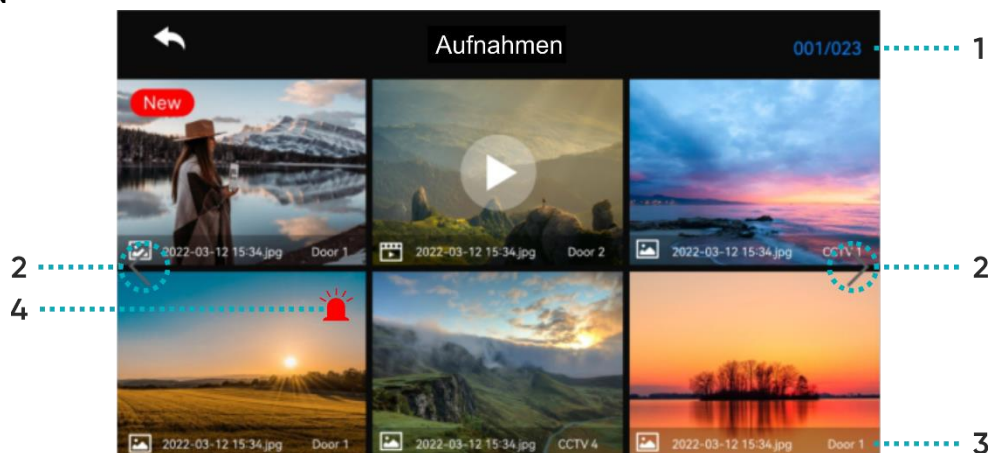 Aufnahmen
001/023
1
New
2022-03-12 15:34.jpg Door 1
2022-03-12 15:34.jpg Door 2
2022-03-12 15:34.jpg CCTV 1
2
2
4
2022-03-12 15:34.jpg Door 1
2022-03-12 15:34.jpg CCTV 4
2022-03-12 15:34.jpg Door 1
3